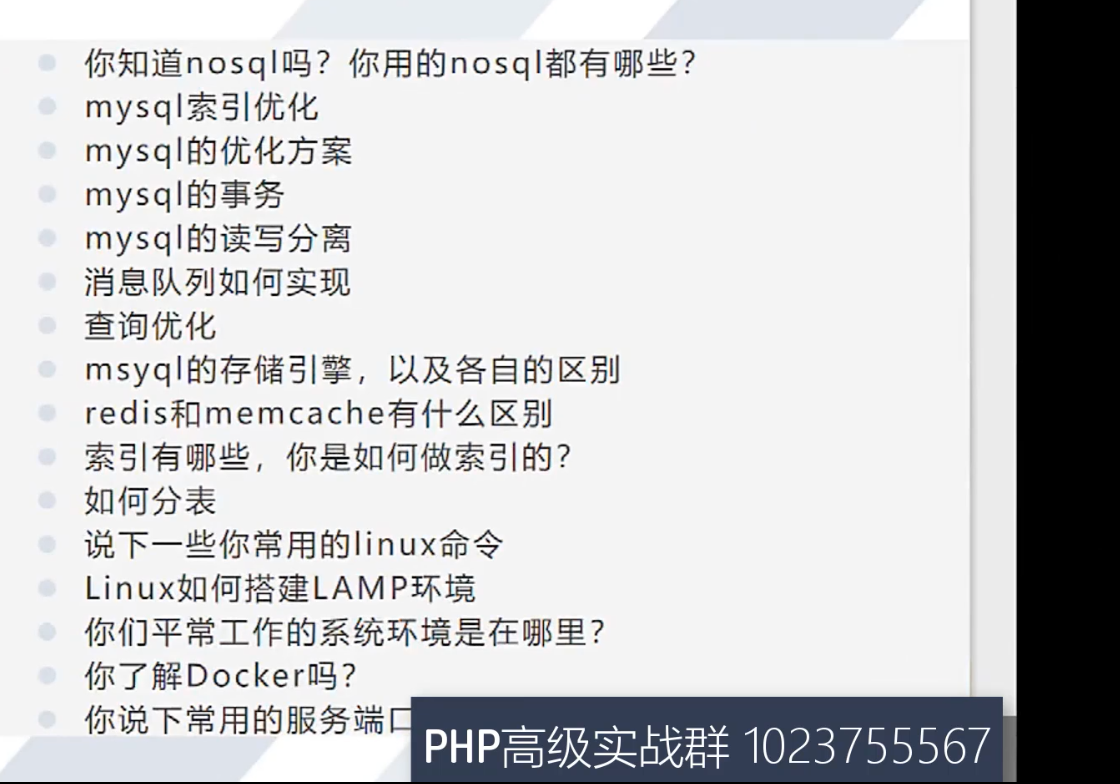 你知道nosql吗？你用的nosql都有哪些？
mysql索引优化
mysql的优化方案
mysql的事务
mysql的读写分离
消息队列如何实现
查询优化
msyql的存储引擎，以及各自的区别
redis和memcache有什么区别
索引有哪些，你是如何做索引的？
如何分表
说下一些你常用的linux命令
Linux如何搭建LAMP环境
你们平常工作的系统环境是在哪里？
你了解Docker吗？
你说下常用的服务端口
PHP高级实战群 1023755567